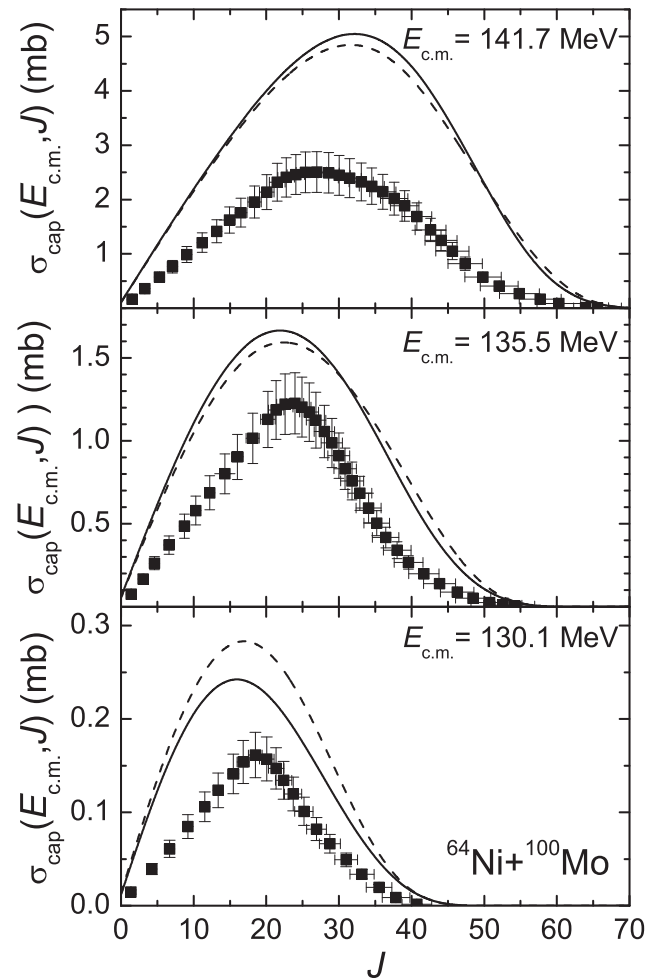 E_c.m. = 141.7 MeV
σ_cap(E_c.m.,J) (mb)
5
4
3
2
1
E_c.m. = 135.5 MeV
σ_cap(E_c.m.,J) ) (mb)
1.5
1.0
0.5
E_c.m. = 130.1 MeV
σ_cap(E_c.m.,J) (mb)
0.3
0.2
0.1
0.0
⁶⁴Ni+¹⁰⁰Mo
0 10 20 30 40 50 60 70
J